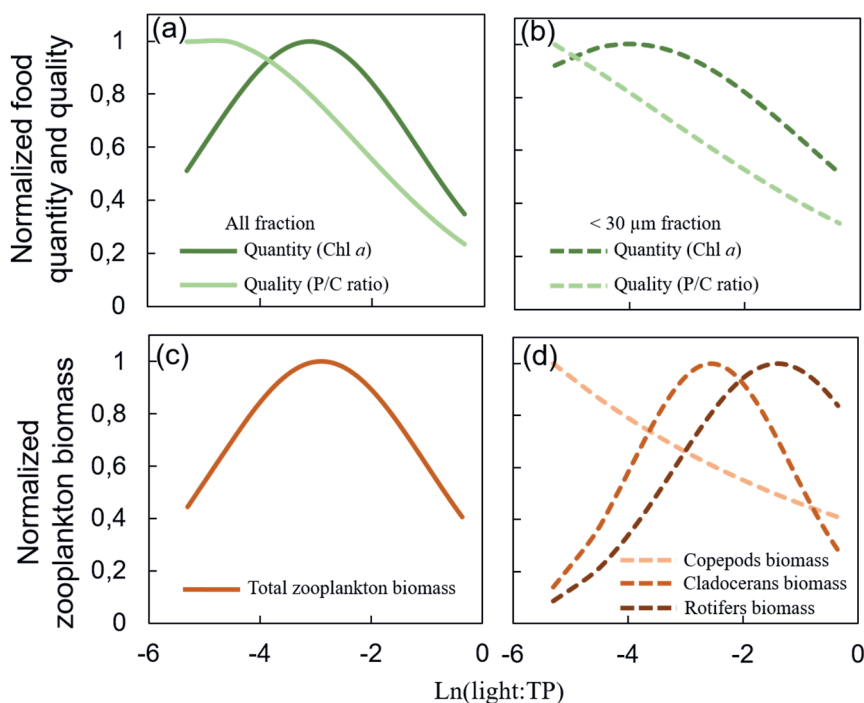 Normalized food
quantity and quality
(a)
1
0,8
0,6
0,4
0,2
0
All fraction
Quantity (Chl a)
Quality (P/C ratio)
(b)
< 30 µm fraction
Quantity (Chl a)
Quality (P/C ratio)
Normalized
zooplankton biomass
(c)
1
0,8
0,6
0,4
0,2
0
Total zooplankton biomass
-6
-4
-2
0
(d)
Copepods biomass
Cladocerans biomass
Rotifers biomass
-6
-4
-2
0
Ln(light:TP)